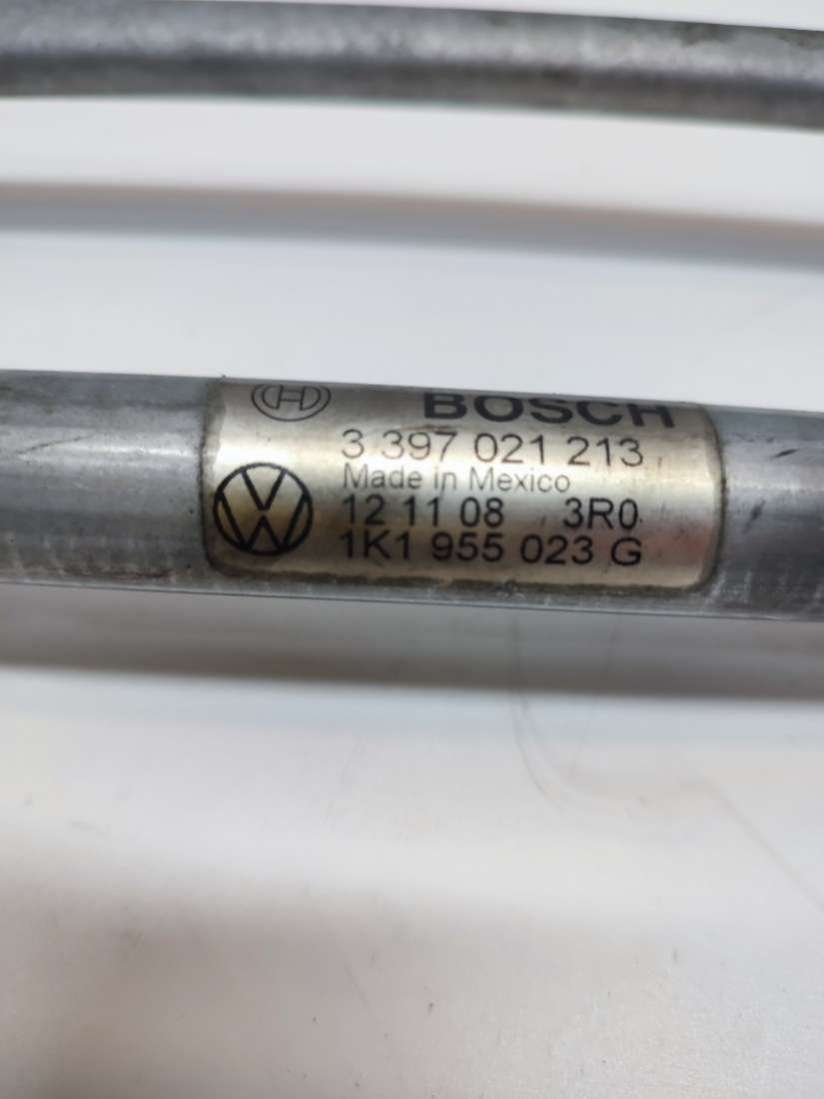 BOSCH
3 397 021 213
Made in Mexico
12 11 08 3R0
1K1 955 023 G